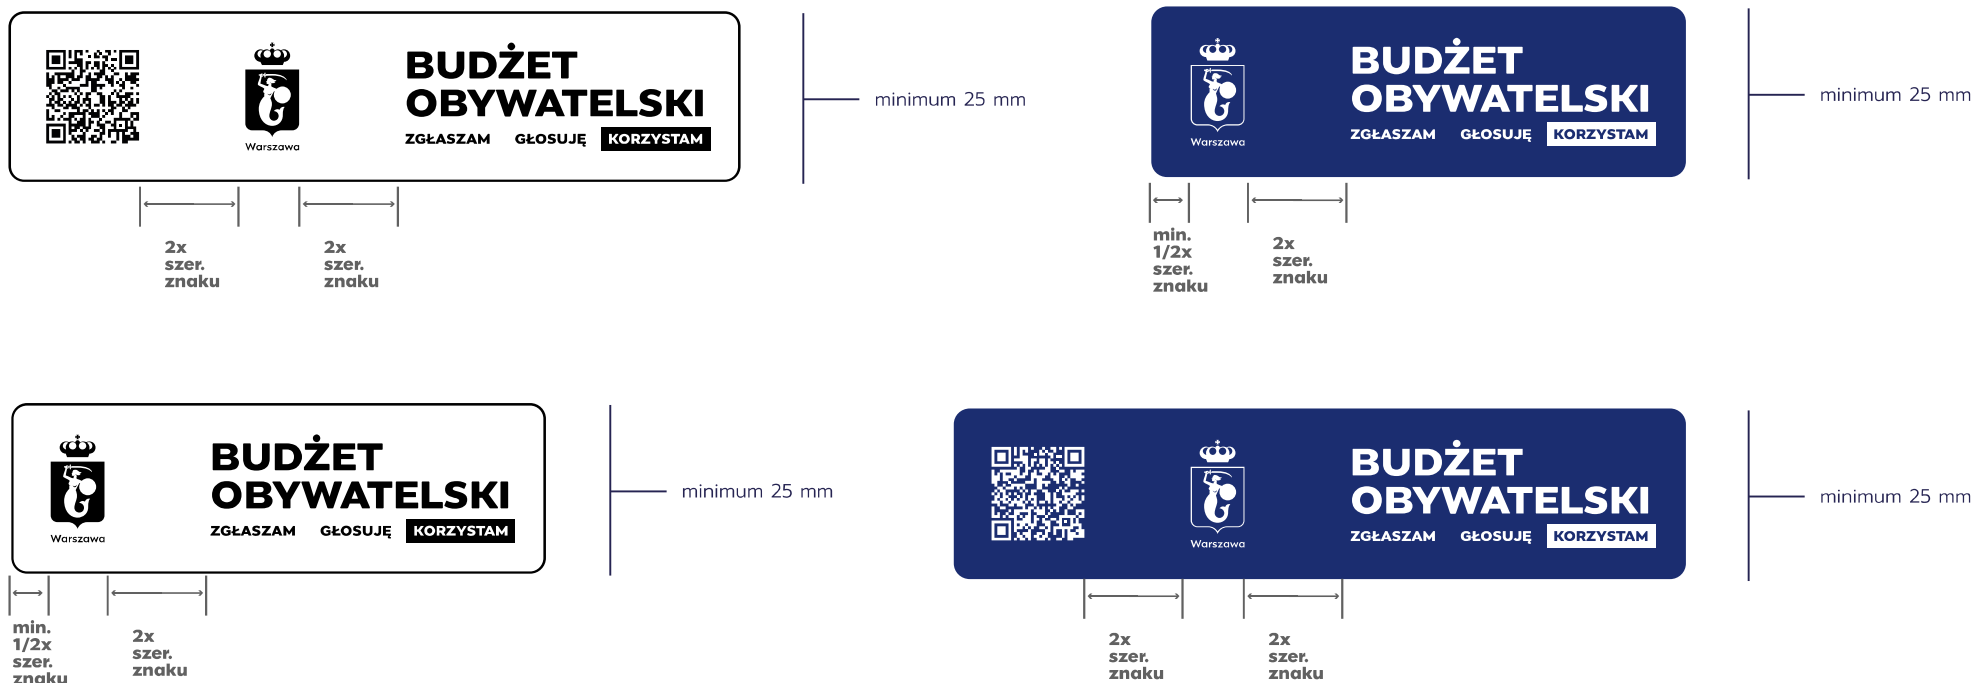 BUDŻET
OBYWATELSKI
ZGŁASZAM GŁOSUJĘ KORZYSTAM
Warszawa
minimum 25 mm
2x
szer.
znaku
2x
szer.
znaku
BUDŻET
OBYWATELSKI
ZGŁASZAM GŁOSUJĘ KORZYSTAM
Warszawa
minimum 25 mm
min.
1/2x
szer.
znaku
2x
szer.
znaku
BUDŻET
OBYWATELSKI
ZGŁASZAM GŁOSUJĘ KORZYSTAM
Warszawa
minimum 25 mm
min.
1/2x
szer.
znaku
2x
szer.
znaku
BUDŻET
OBYWATELSKI
ZGŁASZAM GŁOSUJĘ KORZYSTAM
Warszawa
minimum 25 mm
2x
szer.
znaku
2x
szer.
znaku